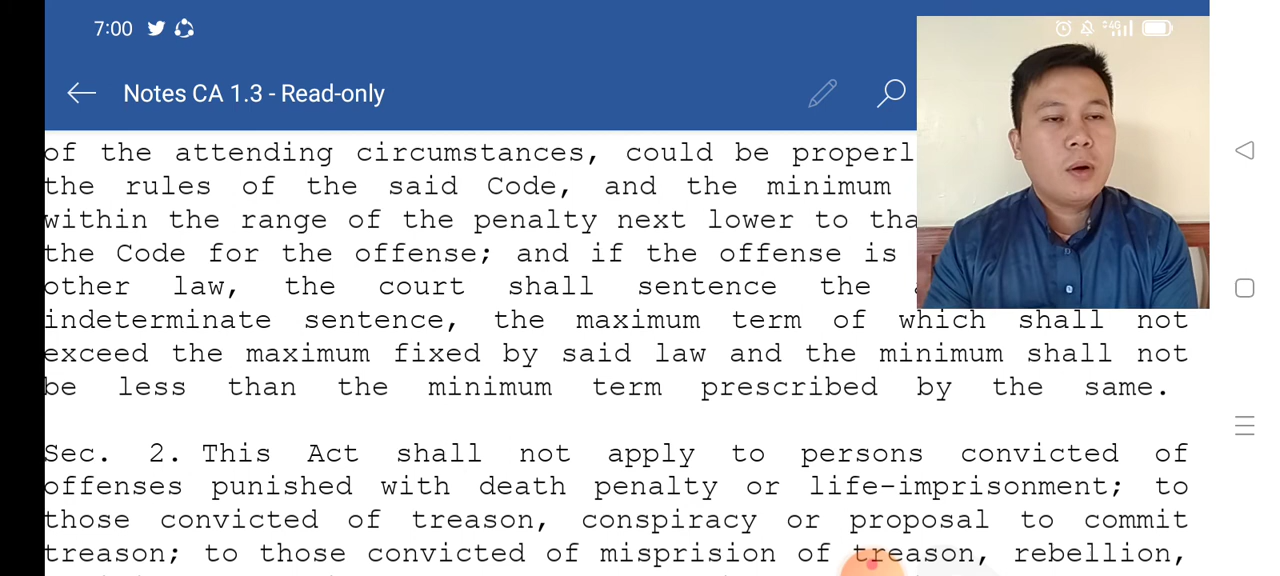 7:00
4G
Notes CA 1.3 - Read-only
of the attending circumstances, could be
the rules of the said Code, and the minimum
within the range of the penalty next lower to
the Code for the offense; and if the offense is
other law, the court shall sentence the
indeterminate sentence, the maximum term of which shall not
exceed the maximum fixed by said law and the minimum shall not
be less than the minimum term prescribed by the same.
Sec. 2. This Act shall not apply to persons convicted of
offenses punished with death penalty or life-imprisonment; to
those convicted of treason, conspiracy or proposal to commit
treason; to those convicted of misprision of treason, rebellion,